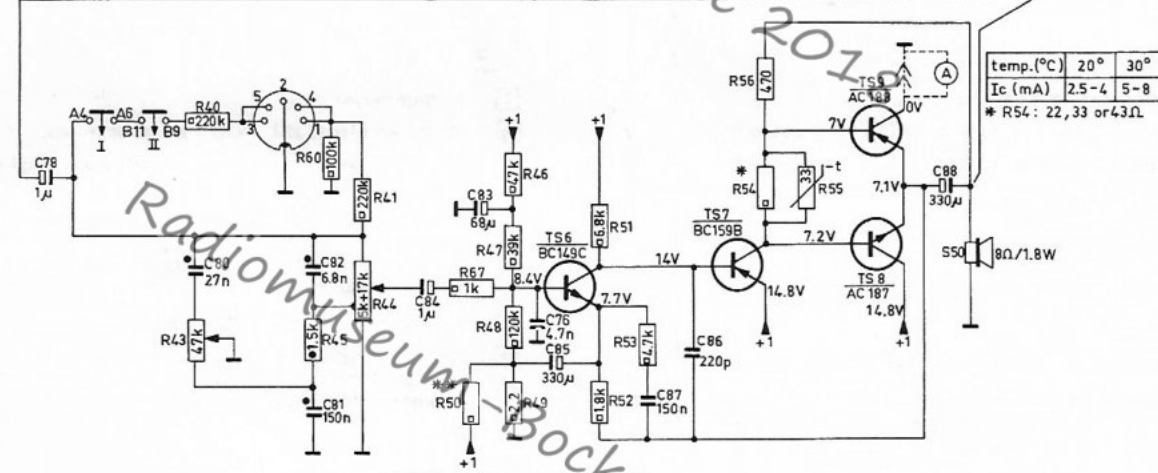 temp.(°C) 20° 30°
Ic (mA) 2.5-4 5-8
* R54: 22,33 or 43Ω
A
TS9
AC188
0V
R56
470
7V
7,1V
C88
330µ
S50
8Ω/1.8W
*
R54
33
-t
R55
TS7
BC159B
7.2V
14.8V
+1
TS 8
AC 187
14.8V
+1
A4
A6
B11
B9
I
II
R40
220k
5
2
4
3
1
R60
100k
R41
220k
C78
1µ
C80
27n
C82
6.8n
R44
5k+17k
R43
47k
R45
1.5k
C81
150n
C84
1µ
R67
1k
+1
R46
47k
C83
68µ
R47
39k
8.4V
R48
120k
C76
4.7n
C85
330µ
**
R50
+1
R49
2,2
TS6
BC149C
7.7V
+1
R51
6.8k
14V
R53
4.7k
R52
1,8k
C87
150n
C86
220p
Radiomuseum-Bock
2018